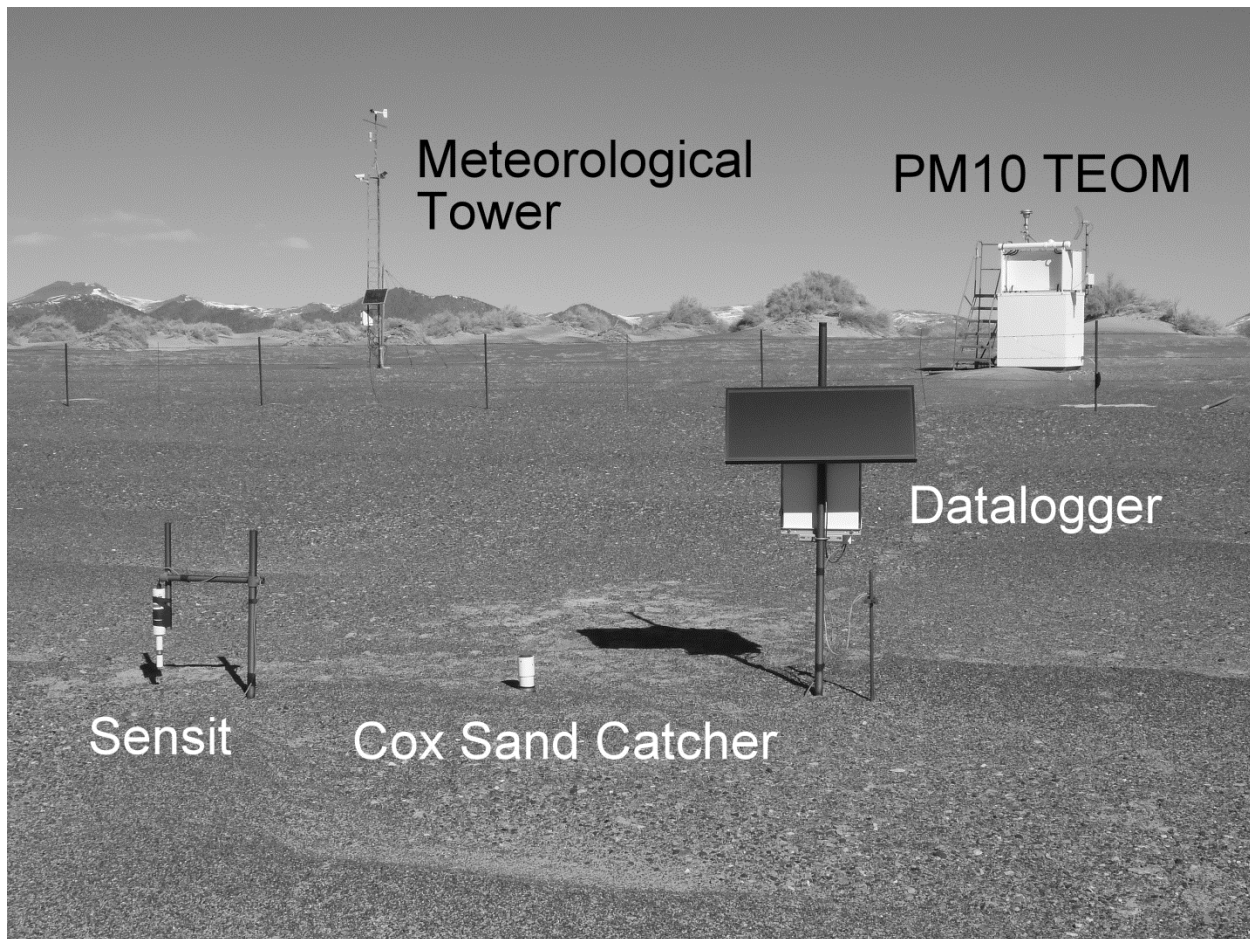 Meteorological
Tower
PM10 TEOM
Datalogger
Sensit
Cox Sand Catcher